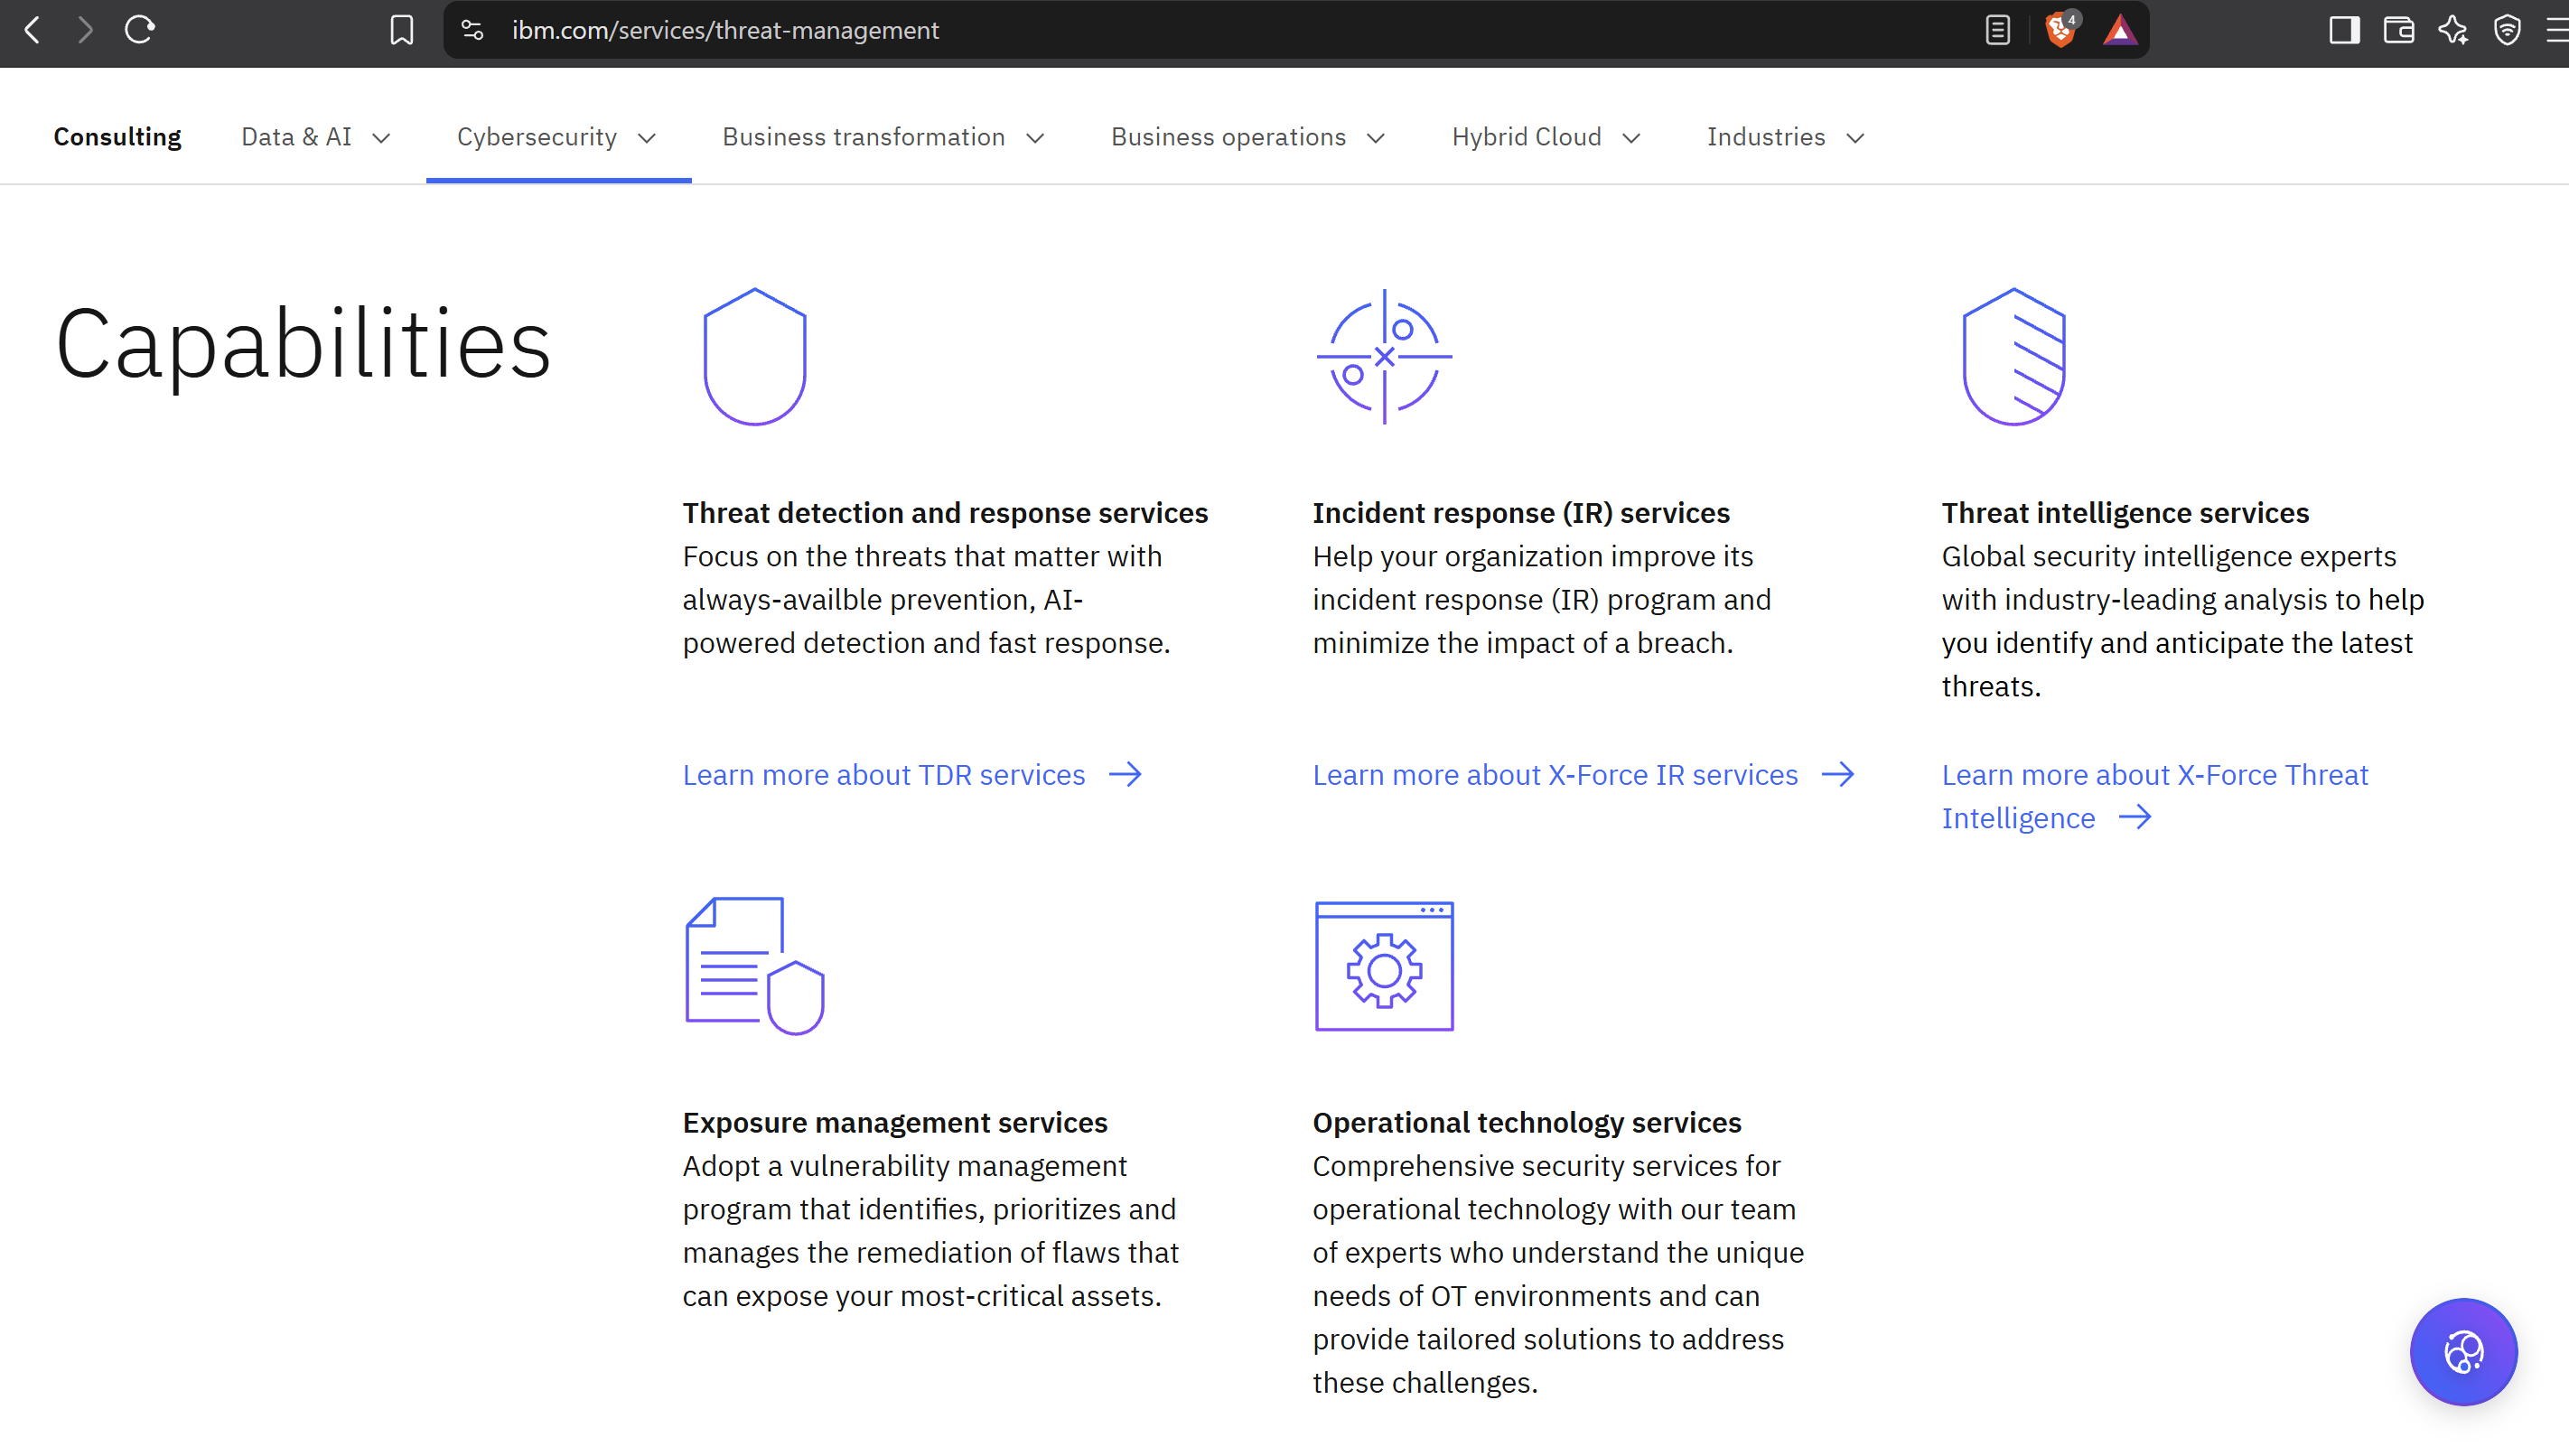 ibm.com/services/threat-management
4
Consulting
Data & AI
Cybersecurity
Business transformation
Business operations
Hybrid Cloud
Industries
Capabilities
Threat detection and response services
Focus on the threats that matter with
always-availble prevention, AI-
powered detection and fast response.
Learn more about TDR services
Incident response (IR) services
Help your organization improve its
incident response (IR) program and
minimize the impact of a breach.
Learn more about X-Force IR services
Threat intelligence services
Global security intelligence experts
with industry-leading analysis to help
you identify and anticipate the latest
threats.
Learn more about X-Force Threat
Intelligence
Exposure management services
Adopt a vulnerability management
program that identifies, prioritizes and
manages the remediation of flaws that
can expose your most-critical assets.
Operational technology services
Comprehensive security services for
operational technology with our team
of experts who understand the unique
needs of OT environments and can
provide tailored solutions to address
these challenges.